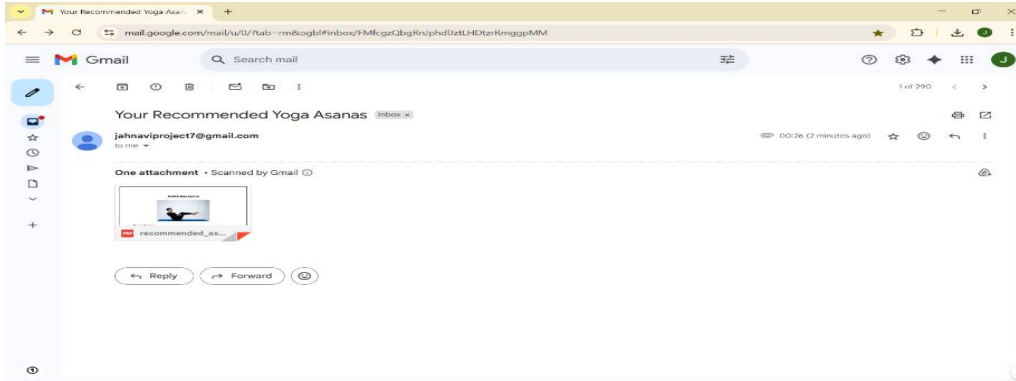 Your Recommended Yoga Asan
mail.google.com/mail/u/0/?tab=rm&ogbl#inbox/FMfcgzQbgRrJphdUztLHDtzrRmggpMM
Gmail
Search mail
J
1 of 290
Your Recommended Yoga Asanas Inbox ×
jahnaviproject7@gmail.com
00:26 (2 minutes ago)
to me
One attachment • Scanned by Gmail
PDF recommended_as...
Reply
Forward